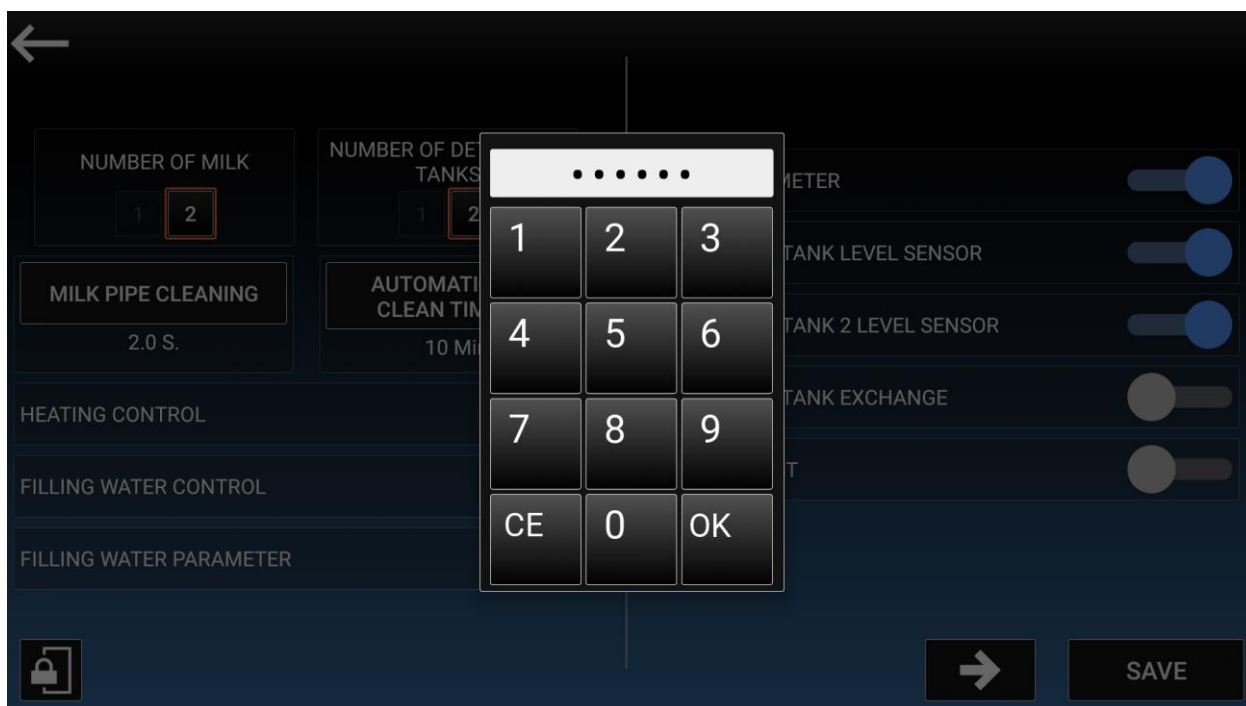 NUMBER OF MILK
1 2
NUMBER OF DE
TANKS
1 2
MILK PIPE CLEANING
2.0 S.
AUTOMATI
CLEAN TIM
10 Mi
HEATING CONTROL
FILLING WATER CONTROL
FILLING WATER PARAMETER
••••••
1 2 3
4 5 6
7 8 9
CE 0 OK
METER
TANK LEVEL SENSOR
TANK 2 LEVEL SENSOR
TANK EXCHANGE
T
SAVE